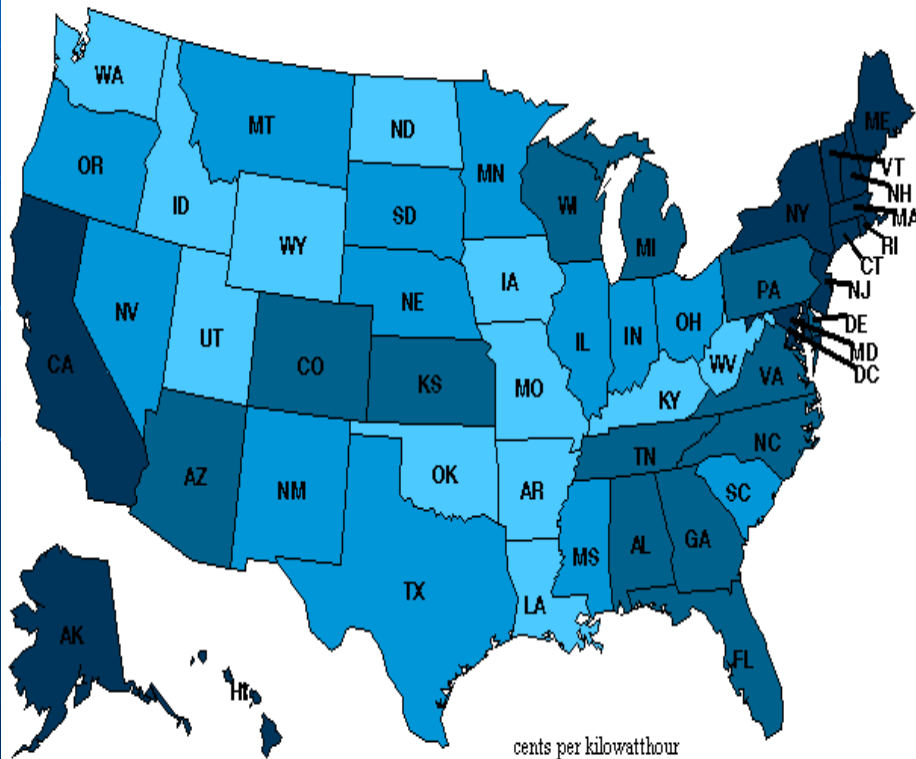 WA
MT
ND
MN
ME
VT
NH
MA
RI
CT
NJ
DE
MD
DC
OR
ID
WY
SD
WI
MI
NY
PA
IA
NE
NV
UT
CO
KS
IL
IN
OH
WV
VA
MO
KY
CA
AZ
NM
OK
AR
TN
NC
SC
MS
AL
GA
TX
LA
FL
AK
HI
cents per kilowatthour